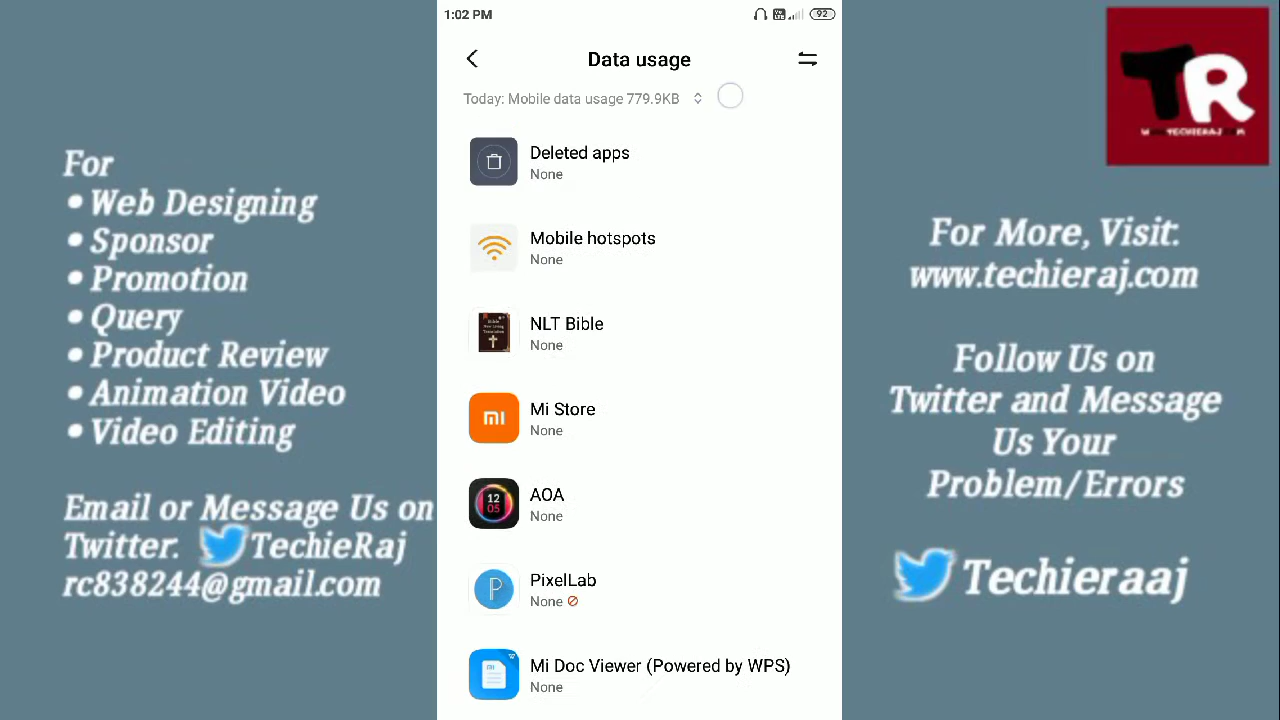 For
• Web Designing
• Sponsor
• Promotion
• Query
• Product Review
• Animation Video
• Video Editing
Email or Message Us on
Twitter. TechieRaj
rc838244@gmail.com
1:02 PM
92
Data usage
Today: Mobile data usage 779.9KB
Deleted apps
None
Mobile hotspots
None
NLT Bible
None
Mi Store
None
12
05
AOA
None
PixelLab
None
Mi Doc Viewer (Powered by WPS)
None
TR
For More, Visit:
www.techieraj.com
Follow Us on
Twitter and Message
Us Your
Problem/Errors
Techieraaj